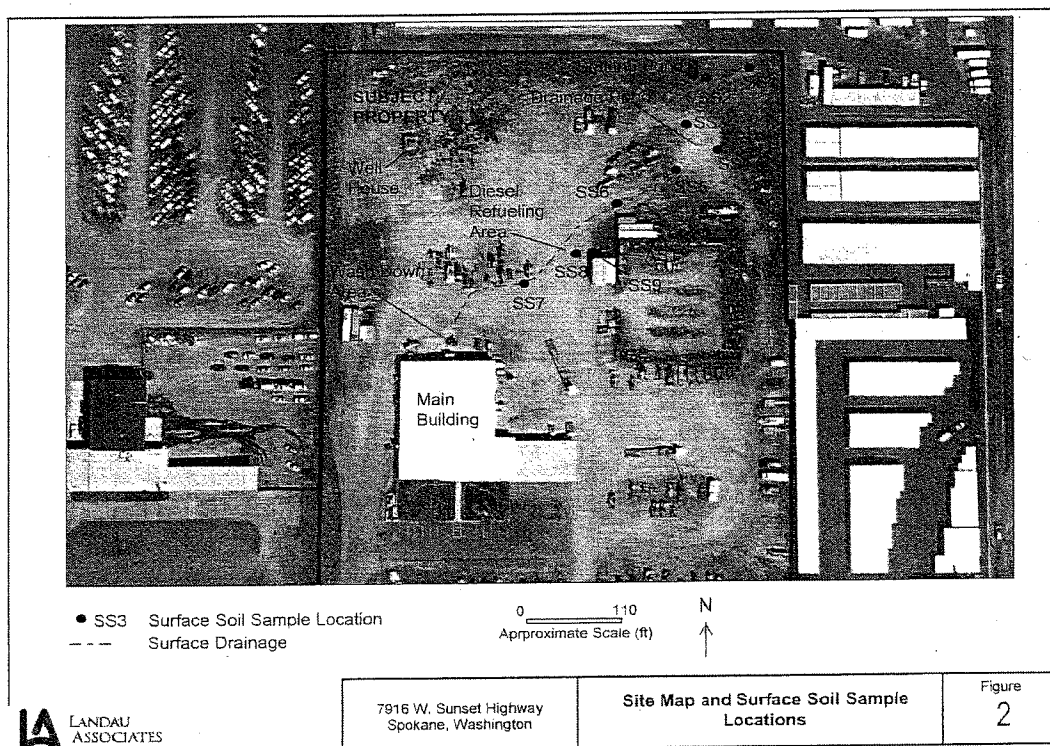 SUBJECT
PROPERTY
Drainage
Well
House
Diesel
Refueling
Area
SS6
SS8
SS9
SS7
Main
Building
SS3 Surface Soil Sample Location
Surface Drainage
0 110
Aprproximate Scale (ft)
N
LANDAU
ASSOCIATES
7916 W. Sunset Highway
Spokane, Washington
Site Map and Surface Soil Sample
Locations
Figure
2